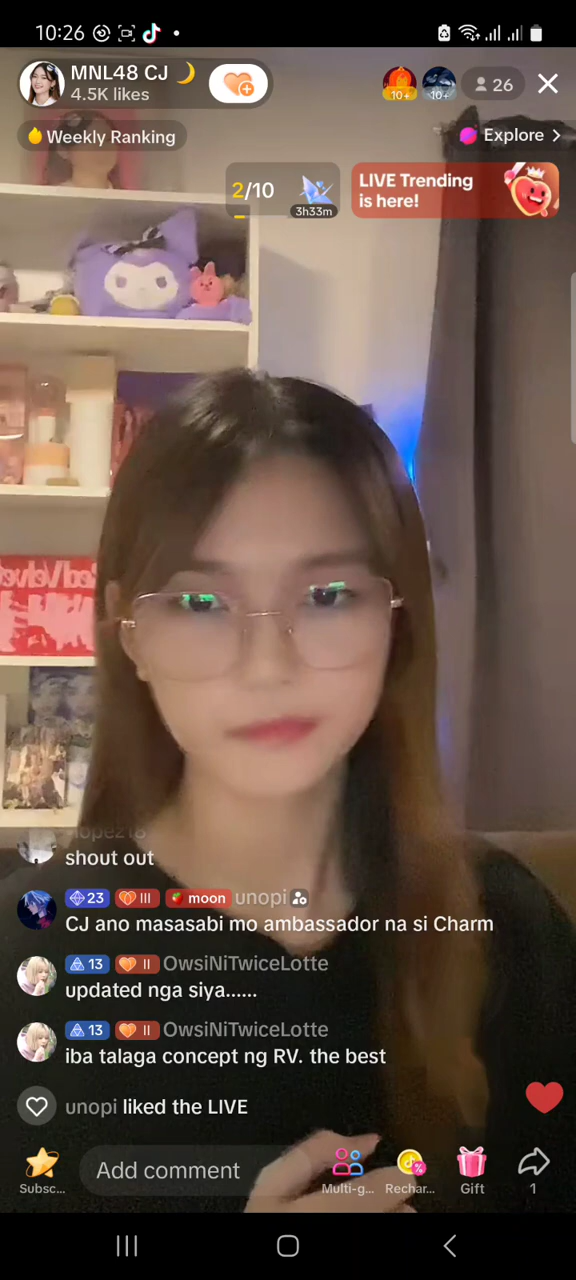 10:26
MNL48 CJ 🌙
4.5K likes
10+
10+
26
Weekly Ranking
Explore >
2/10
3h33m
LIVE Trending
is here!
shout out
23 III moon unopi
CJ ano masasabi mo ambassador na si Charm
13 II OwsiNiTwiceLotte
updated nga siya......
13 II OwsiNiTwiceLotte
iba talaga concept ng RV. the best
unopi liked the LIVE
Add comment
Subsc...
Multi-g...
Rechar...
Gift
1